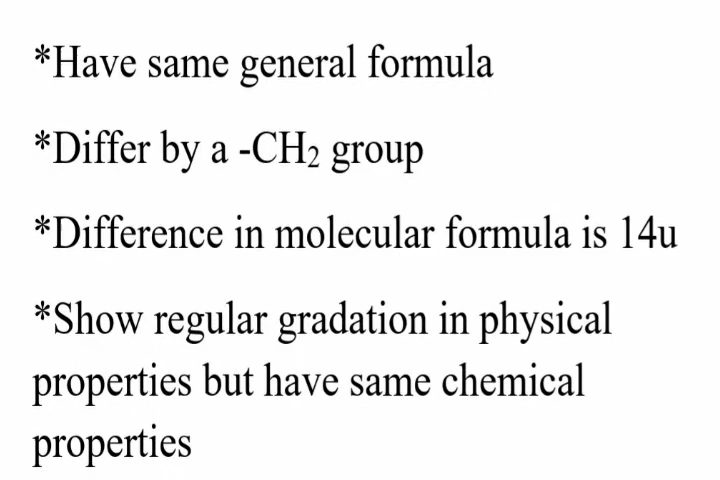 *Have same general formula
*Differ by a -CH₂ group
*Difference in molecular formula is 14u
*Show regular gradation in physical
properties but have same chemical
properties